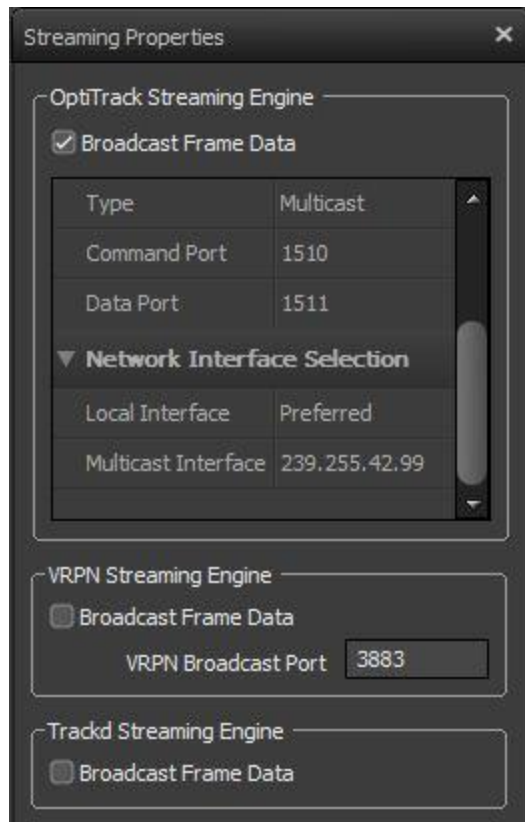 Streaming Properties
OptiTrack Streaming Engine
Broadcast Frame Data
Type Multicast
Command Port 1510
Data Port 1511
Network Interface Selection
Local Interface Preferred
Multicast Interface 239.255.42.99
VRPN Streaming Engine
Broadcast Frame Data
VRPN Broadcast Port 3883
Trackd Streaming Engine
Broadcast Frame Data